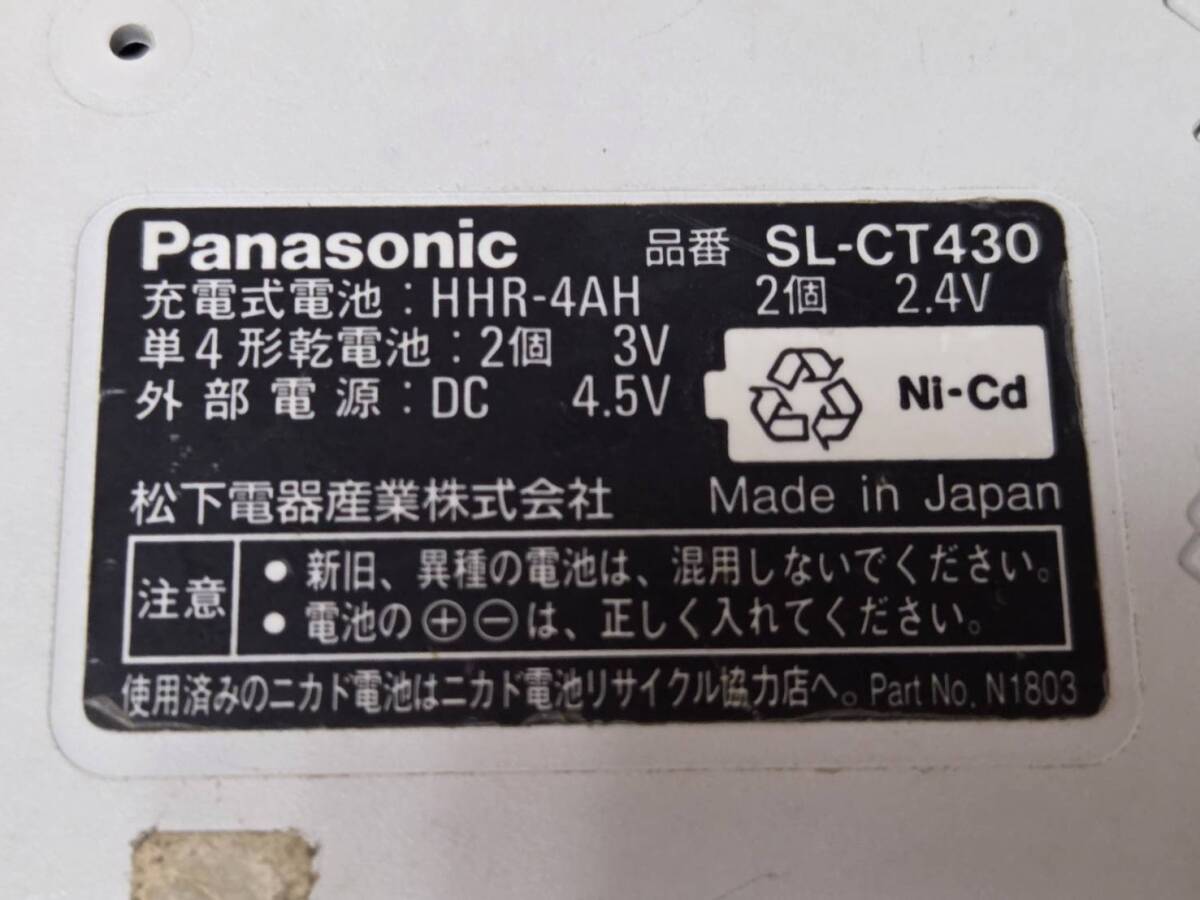 Panasonic 品番 SL-CT430
充電式電池：HHR-4AH 2個 2.4V
単4形乾電池：2個 3V
外部電源：DC 4.5V
Ni-Cd
松下電器産業株式会社 Made in Japan
注意
● 新旧、異種の電池は、混用しないでください。
● 電池の⊕⊖は、正しく入れてください。
使用済みのニカド電池はニカド電池リサイクル協力店へ。Part No. N1803